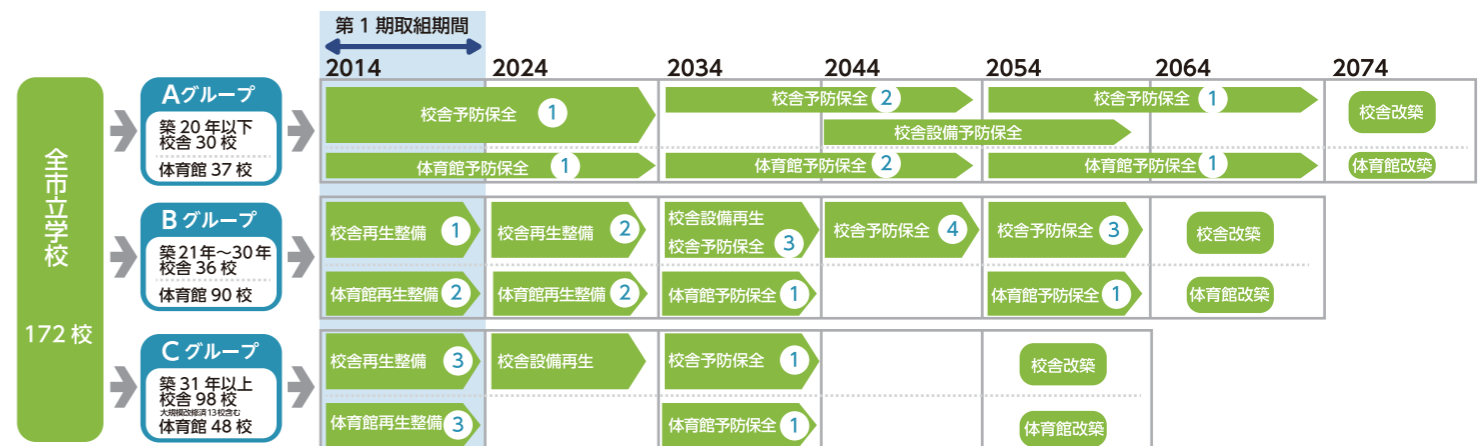 第1期取組期間
2014 2024 2034 2044 2054 2064 2074
全市立学校
172校
Aグループ
築20年以下
校舎30校
体育館37校
校舎予防保全 1
校舎予防保全 2
校舎予防保全 1
校舎設備予防保全
校舎改築
体育館予防保全 1
体育館予防保全 2
体育館予防保全 1
体育館改築
Bグループ
築21年～30年
校舎36校
体育館90校
校舎再生整備 1
校舎再生整備 2
校舎設備再生
校舎予防保全 3
校舎予防保全 4
校舎予防保全 3
校舎改築
体育館再生整備 2
体育館再生整備 2
体育館予防保全 1
体育館予防保全 1
体育館改築
Cグループ
築31年以上
校舎98校
大規模改修済13校含む
体育館48校
校舎再生整備 3
校舎設備再生
校舎予防保全 1
校舎改築
体育館再生整備 3
体育館予防保全 1
体育館改築